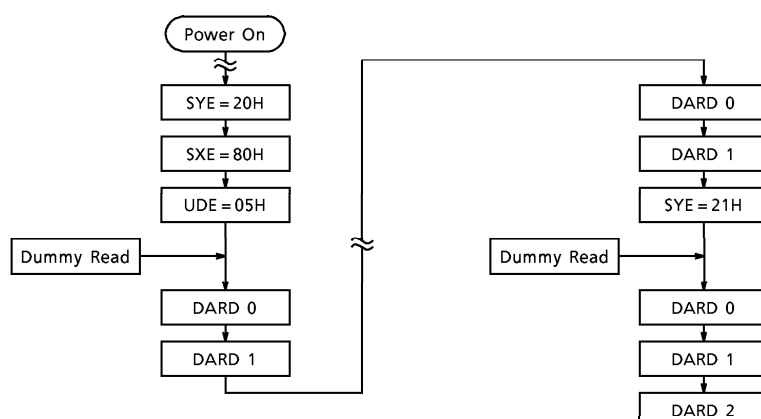 Power On
SYE = 20H
SXE = 80H
UDE = 05H
Dummy Read
DARD 0
DARD 1
DARD 0
DARD 1
SYE = 21H
Dummy Read
DARD 0
DARD 1
DARD 2